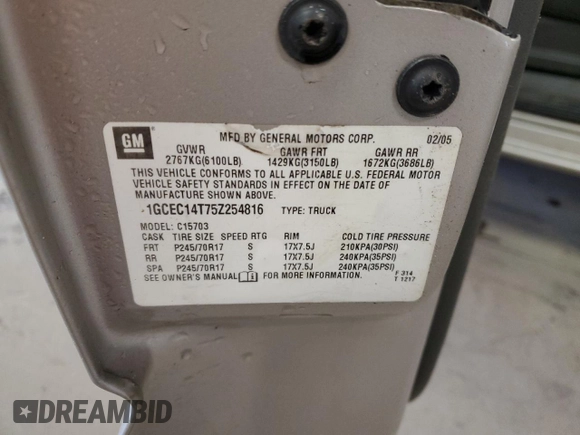 GM
MFD BY GENERAL MOTORS CORP. 02/05
GVWR GAWR FRT GAWR RR
2767KG(6100LB) 1429KG(3150LB) 1672KG(3686LB)
THIS VEHICLE CONFORMS TO ALL APPLICABLE U.S. FEDERAL MOTOR
VEHICLE SAFETY STANDARDS IN EFFECT ON THE DATE OF
MANUFACTURE SHOWN ABOVE.
1GCEC14T75Z254816 TYPE: TRUCK
MODEL: C15703
CASK TIRE SIZE SPEED RTG RIM COLD TIRE PRESSURE
FRT P245/70R17 S 17X7.5J 210KPA(30PSI)
RR P245/70R17 S 17X7.5J 240KPA(35PSI)
SPA P245/70R17 S 17X7.5J 240KPA(35PSI)
SEE OWNER'S MANUAL FOR MORE INFORMATION.
F 314
T 1217
DREAMBID